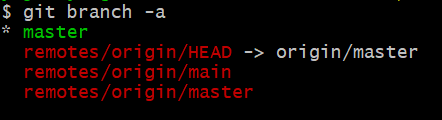 $ git branch -a
* master
  remotes/origin/HEAD -> origin/master
  remotes/origin/main
  remotes/origin/master